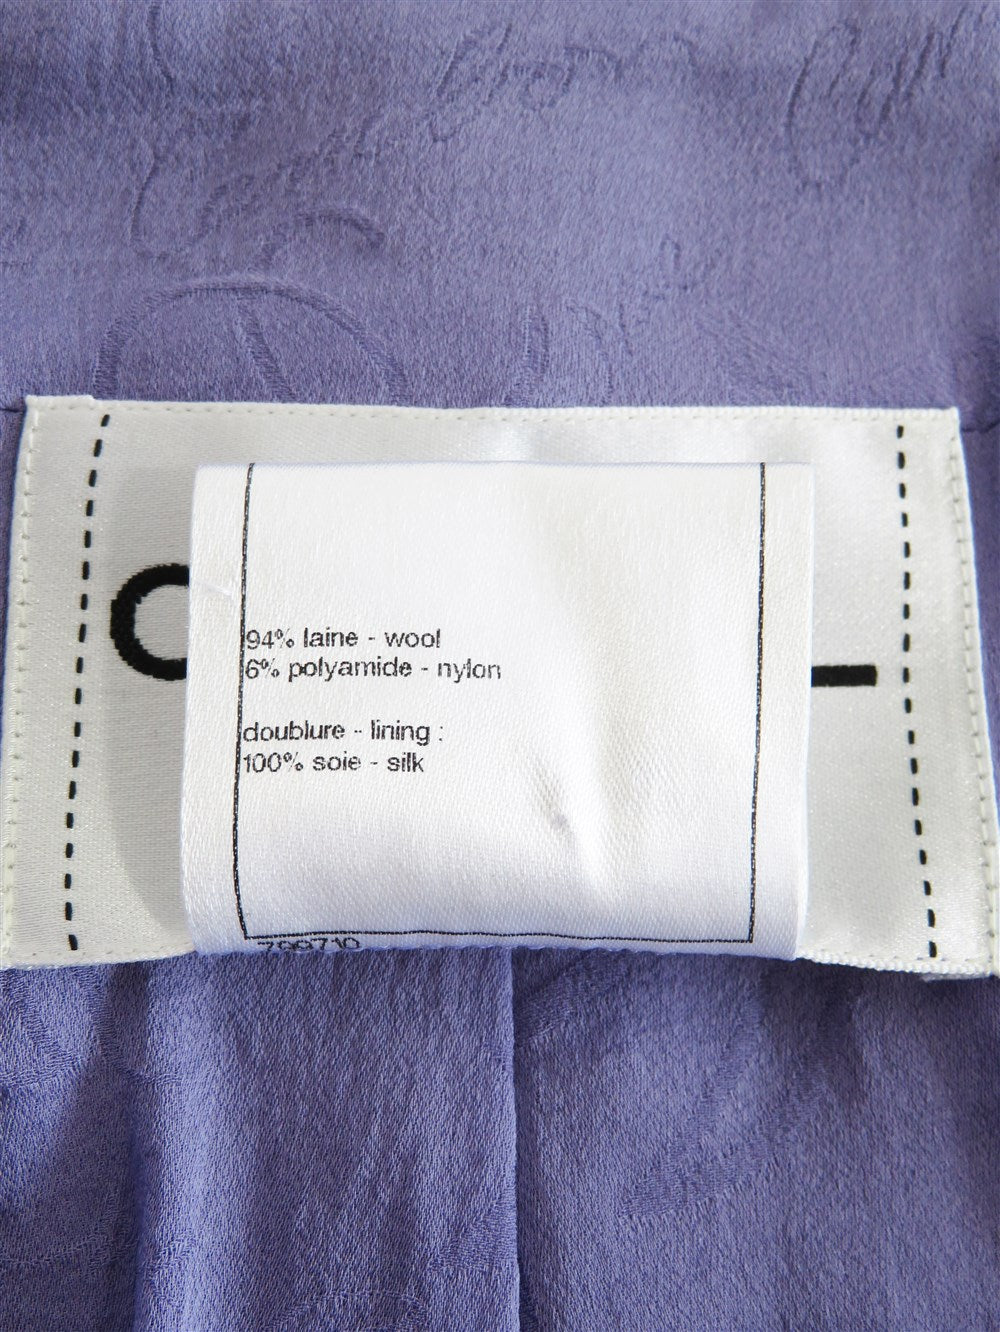 94% laine - wool
6% polyamide - nylon
doublure - lining :
100% soie - silk